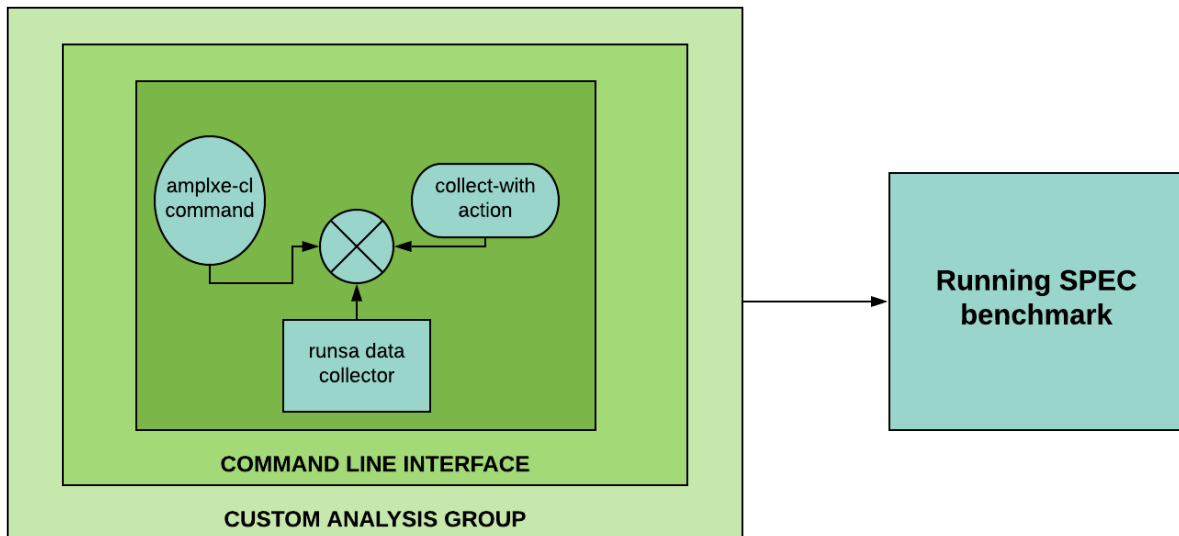 amplxe-cl
command
collect-with
action
runsa data
collector
COMMAND LINE INTERFACE
CUSTOM ANALYSIS GROUP
Running SPEC
benchmark